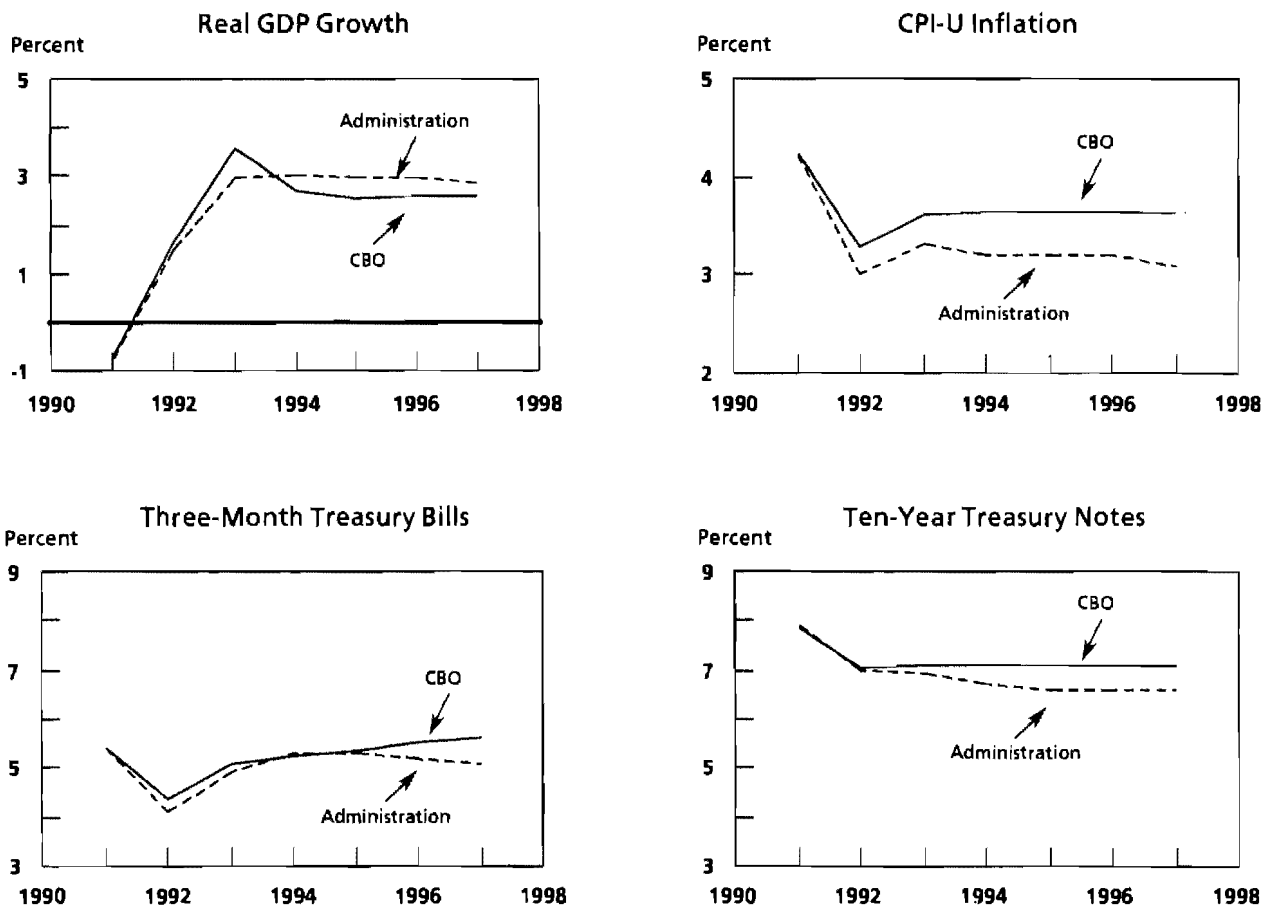 Real GDP Growth
Percent
5
3
1
-1
1990 1992 1994 1996 1998
Administration
CBO
CPI-U Inflation
Percent
5
4
3
2
1990 1992 1994 1996 1998
CBO
Administration
Three-Month Treasury Bills
Percent
9
7
5
3
1990 1992 1994 1996 1998
CBO
Administration
Ten-Year Treasury Notes
Percent
9
7
5
3
1990 1992 1994 1996 1998
CBO
Administration